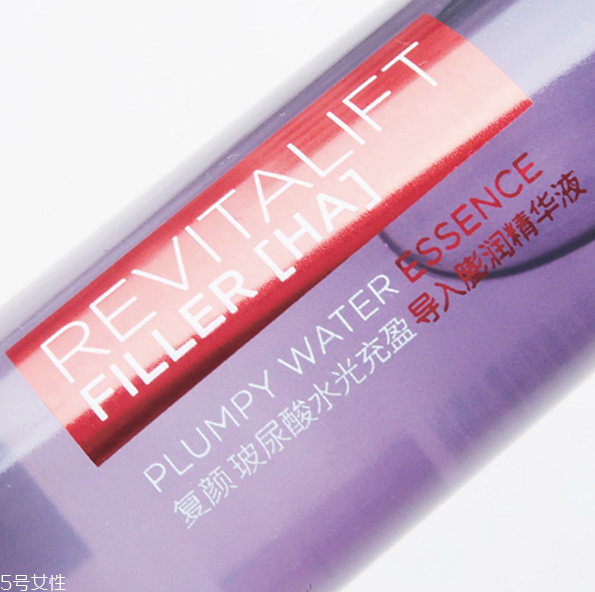 REVITALIFT
FILLER [HA]
PLUMPY WATER ESSENCE
复颜 玻尿酸水光充盈导入膨润精华液
5号女性